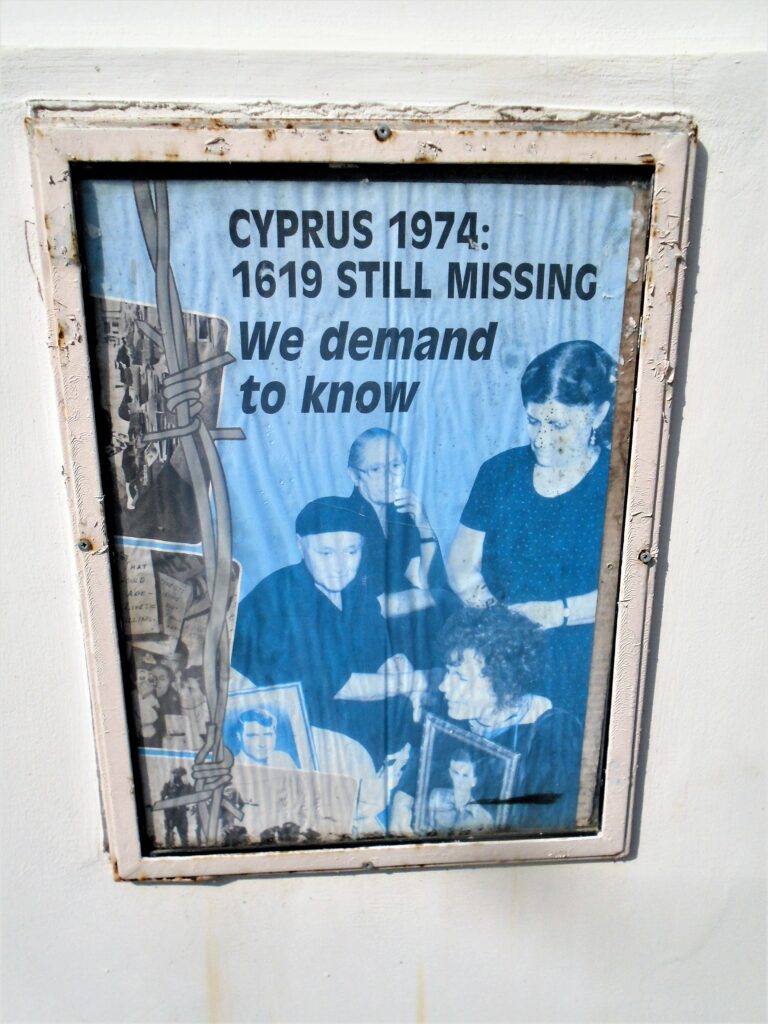 CYPRUS 1974:
1619 STILL MISSING
We demand
to know